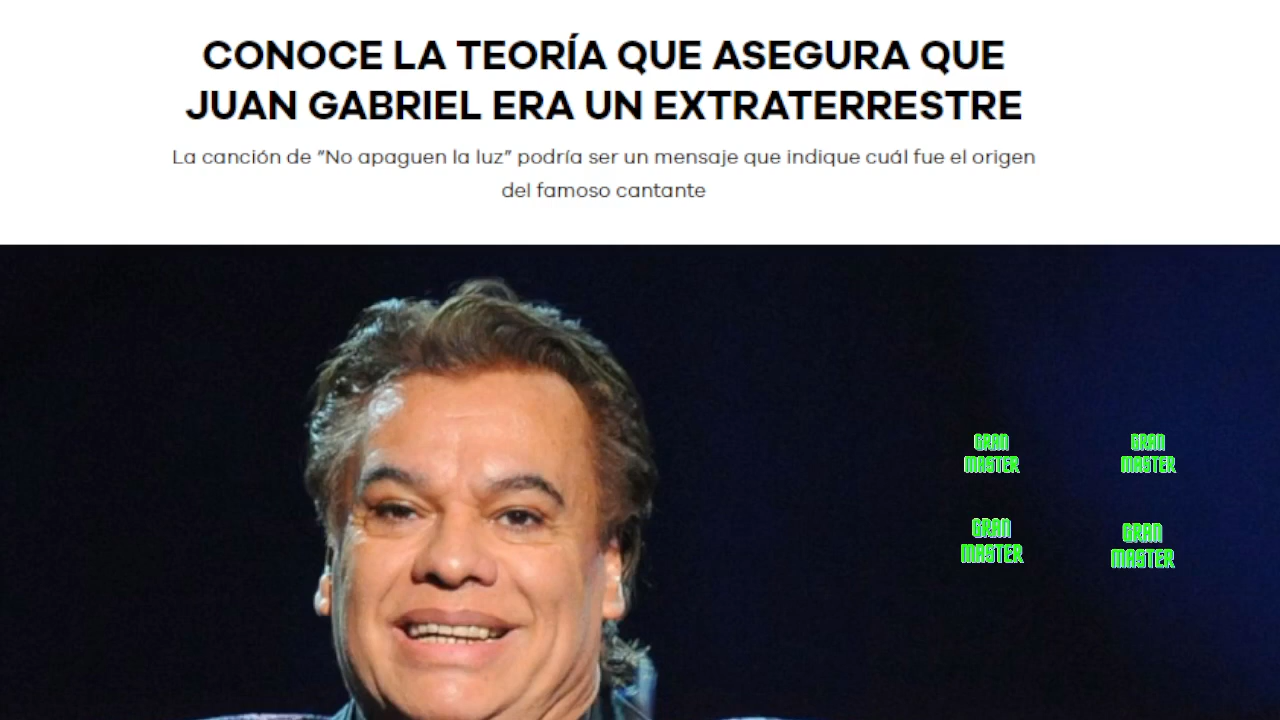 CONOCE LA TEORÍA QUE ASEGURA QUE
JUAN GABRIEL ERA UN EXTRATERRESTRE
La canción de “No apaguen la luz” podría ser un mensaje que indique cuál fue el origen
del famoso cantante
GRAN
MASTER
GRAN
MASTER
GRAN
MASTER
GRAN
MASTER